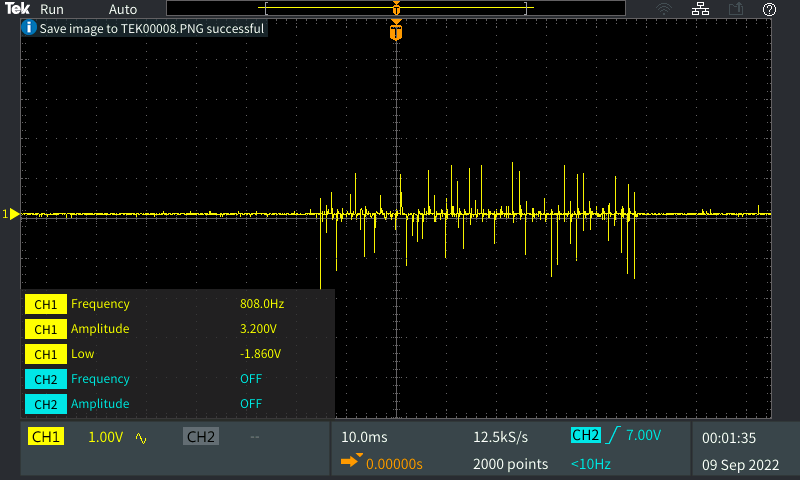 Tek Run Auto T
Save image to TEK00008.PNG successful
T
1
CH1 Frequency 808.0Hz
CH1 Amplitude 3.200V
CH1 Low -1.860V
CH2 Frequency OFF
CH2 Amplitude OFF
CH1 1.00V CH2 -- 10.0ms 12.5kS/s CH2 7.00V 00:01:35
0.00000s 2000 points <10Hz 09 Sep 2022